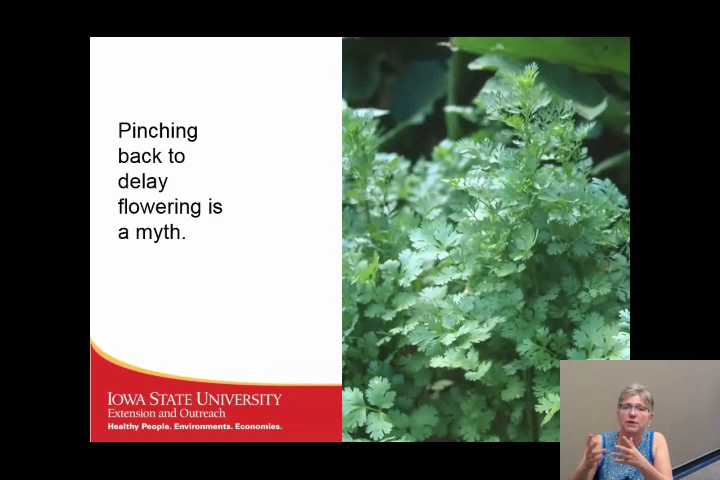 Pinching
back to
delay
flowering is
a myth.
IOWA STATE UNIVERSITY
Extension and Outreach
Healthy People. Environments. Economies.